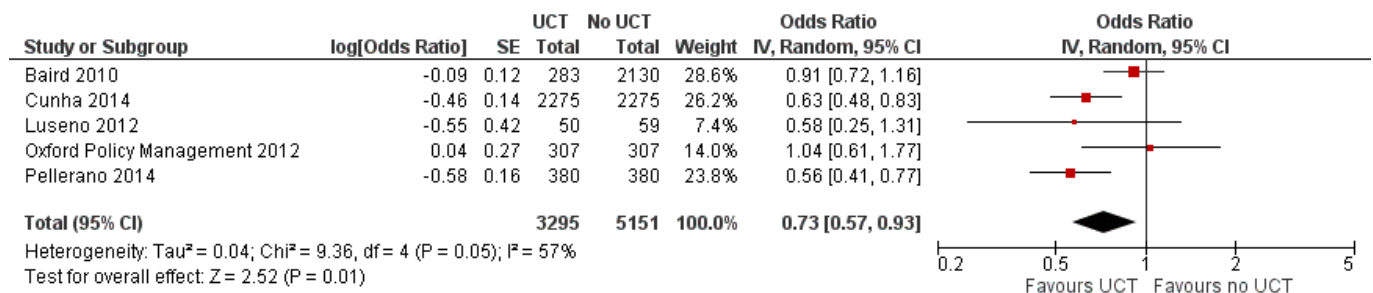 UCT No UCT Odds Ratio Odds Ratio
Study or Subgroup log[Odds Ratio] SE Total Total Weight IV, Random, 95% CI IV, Random, 95% CI
Baird 2010 -0.09 0.12 283 2130 28.6% 0.91 [0.72, 1.16]
Cunha 2014 -0.46 0.14 2275 2275 26.2% 0.63 [0.48, 0.83]
Luseno 2012 -0.55 0.42 50 59 7.4% 0.58 [0.25, 1.31]
Oxford Policy Management 2012 0.04 0.27 307 307 14.0% 1.04 [0.61, 1.77]
Pellerano 2014 -0.58 0.16 380 380 23.8% 0.56 [0.41, 0.77]
Total (95% CI) 3295 5151 100.0% 0.73 [0.57, 0.93]
Heterogeneity: Tau² = 0.04; Chi² = 9.36, df = 4 (P = 0.05); I² = 57%
Test for overall effect: Z = 2.52 (P = 0.01)
0.2 0.5 1 2 5
Favours UCT Favours no UCT